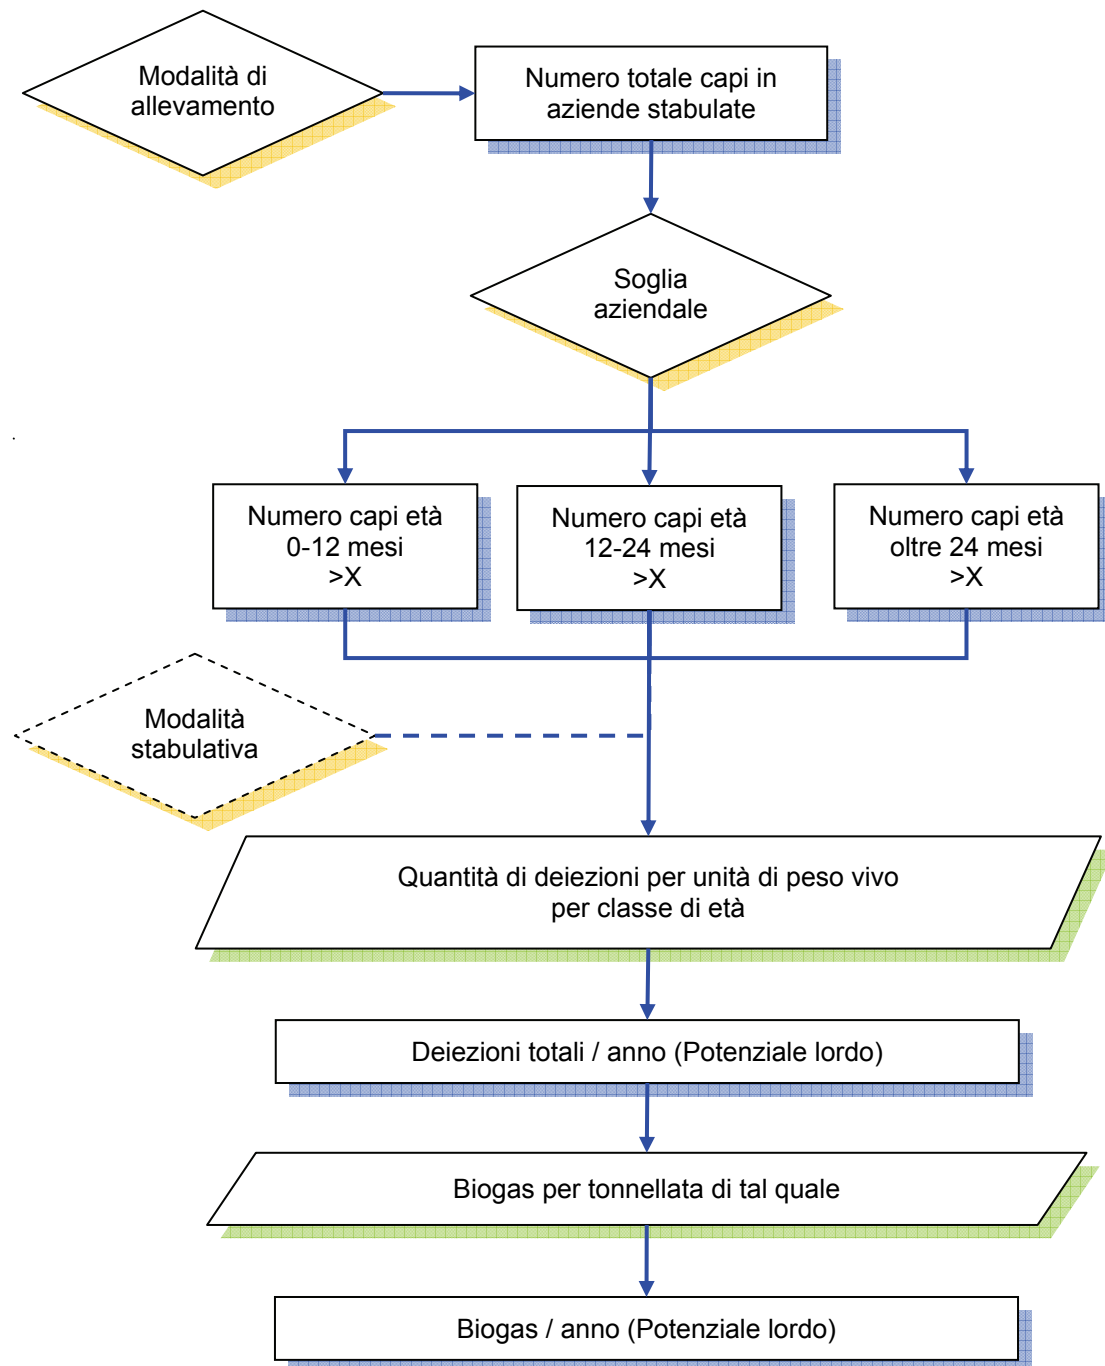 Modalità di
allevamento
Numero totale capi in
aziende stabulate
Soglia
aziendale
Numero capi età
0-12 mesi
>X
Numero capi età
12-24 mesi
>X
Numero capi età
oltre 24 mesi
>X
Modalità
stabulativa
Quantità di deiezioni per unità di peso vivo
per classe di età
Deiezioni totali / anno (Potenziale lordo)
Biogas per tonnellata di tal quale
Biogas / anno (Potenziale lordo)